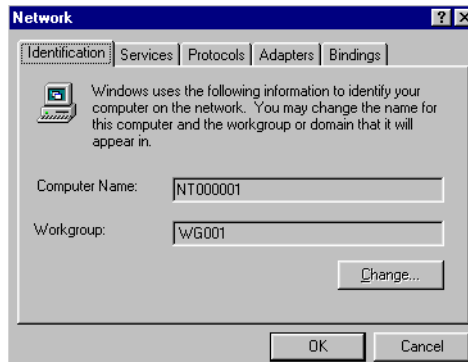 Network
Identification Services Protocols Adapters Bindings
Windows uses the following information to identify your
computer on the network. You may change the name for
this computer and the workgroup or domain that it will
appear in.
Computer Name: NT000001
Workgroup: WG001
Change...
OK Cancel